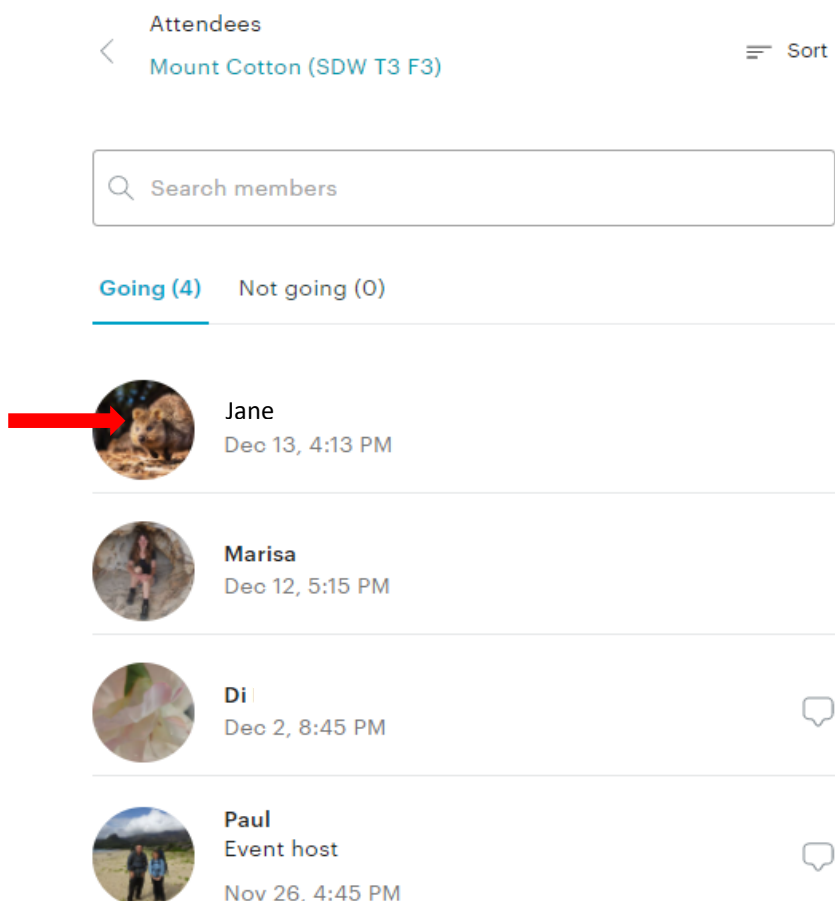 Attendees
Mount Cotton (SDW T3 F3)
Sort
Search members
Going (4) Not going (0)
Jane
Dec 13, 4:13 PM
Marisa
Dec 12, 5:15 PM
Di
Dec 2, 8:45 PM
Paul
Event host
Nov 26, 4:45 PM